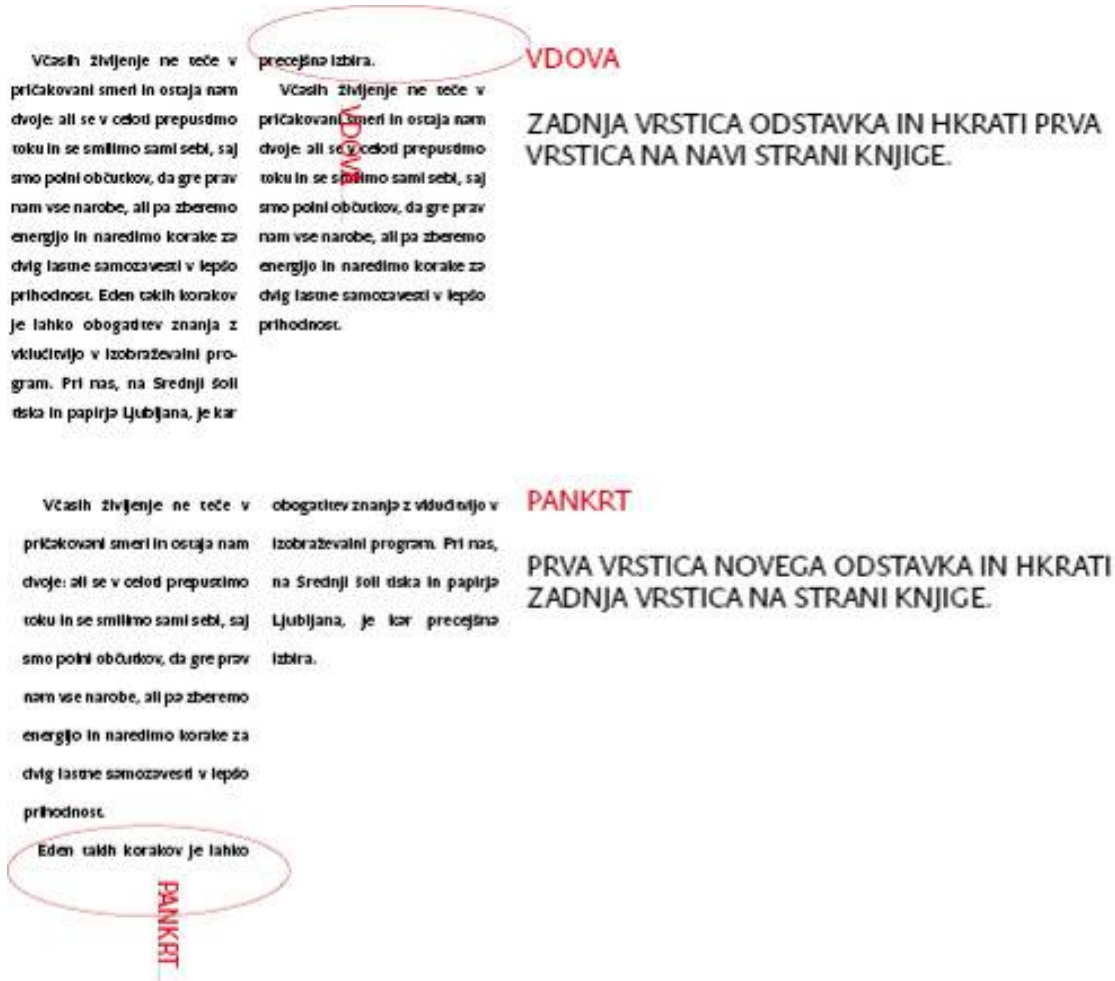 Včasih življenje ne teče v
pričakovani smeri in ostaja nam
dvoje: ali se v celoti prepustimo
toku in se smilimo sami sebi, saj
smo polni občutkov, da gre prav
nam vse narobe, ali pa zberemo
energijo in naredimo korake za
dvig lastne samozavesti v lepšo
prihodnost. Eden takih korakov
je lahko obogatitev znanja z
vključitvijo v izobraževalni pro-
gram. Pri nas, na Srednji šoli
tiska in papirja Ljubljana, je kar
precejšna izbira.
Včasih življenje ne teče v
pričakovani smeri in ostaja nam
dvoje: ali se v celoti prepustimo
toku in se smilimo sami sebi, saj
smo polni občutkov, da gre prav
nam vse narobe, ali pa zberemo
energijo in naredimo korake za
dvig lastne samozavesti v lepšo
prihodnost.
VDOVA
VDOVA
ZADNJA VRSTICA ODSTAVKA IN HKRATI PRVA
VRSTICA NA NAVI STRANI KNJIGE.
Včasih življenje ne teče v
pričakovani smeri in ostaja nam
dvoje: ali se v celoti prepustimo
toku in se smilimo sami sebi, saj
smo polni občutkov, da gre prav
nam vse narobe, ali pa zberemo
energijo in naredimo korake za
dvig lastne samozavesti v lepšo
prihodnost.
Eden takih korakov je lahko
PANKRT
obogatitev znanja z vključitvijo v
izobraževalni program. Pri nas,
na Srednji šoli tiska in papirja
Ljubljana, je kar precejšna
izbira.
PANKRT
PRVA VRSTICA NOVEGA ODSTAVKA IN HKRATI
ZADNJA VRSTICA NA STRANI KNJIGE.